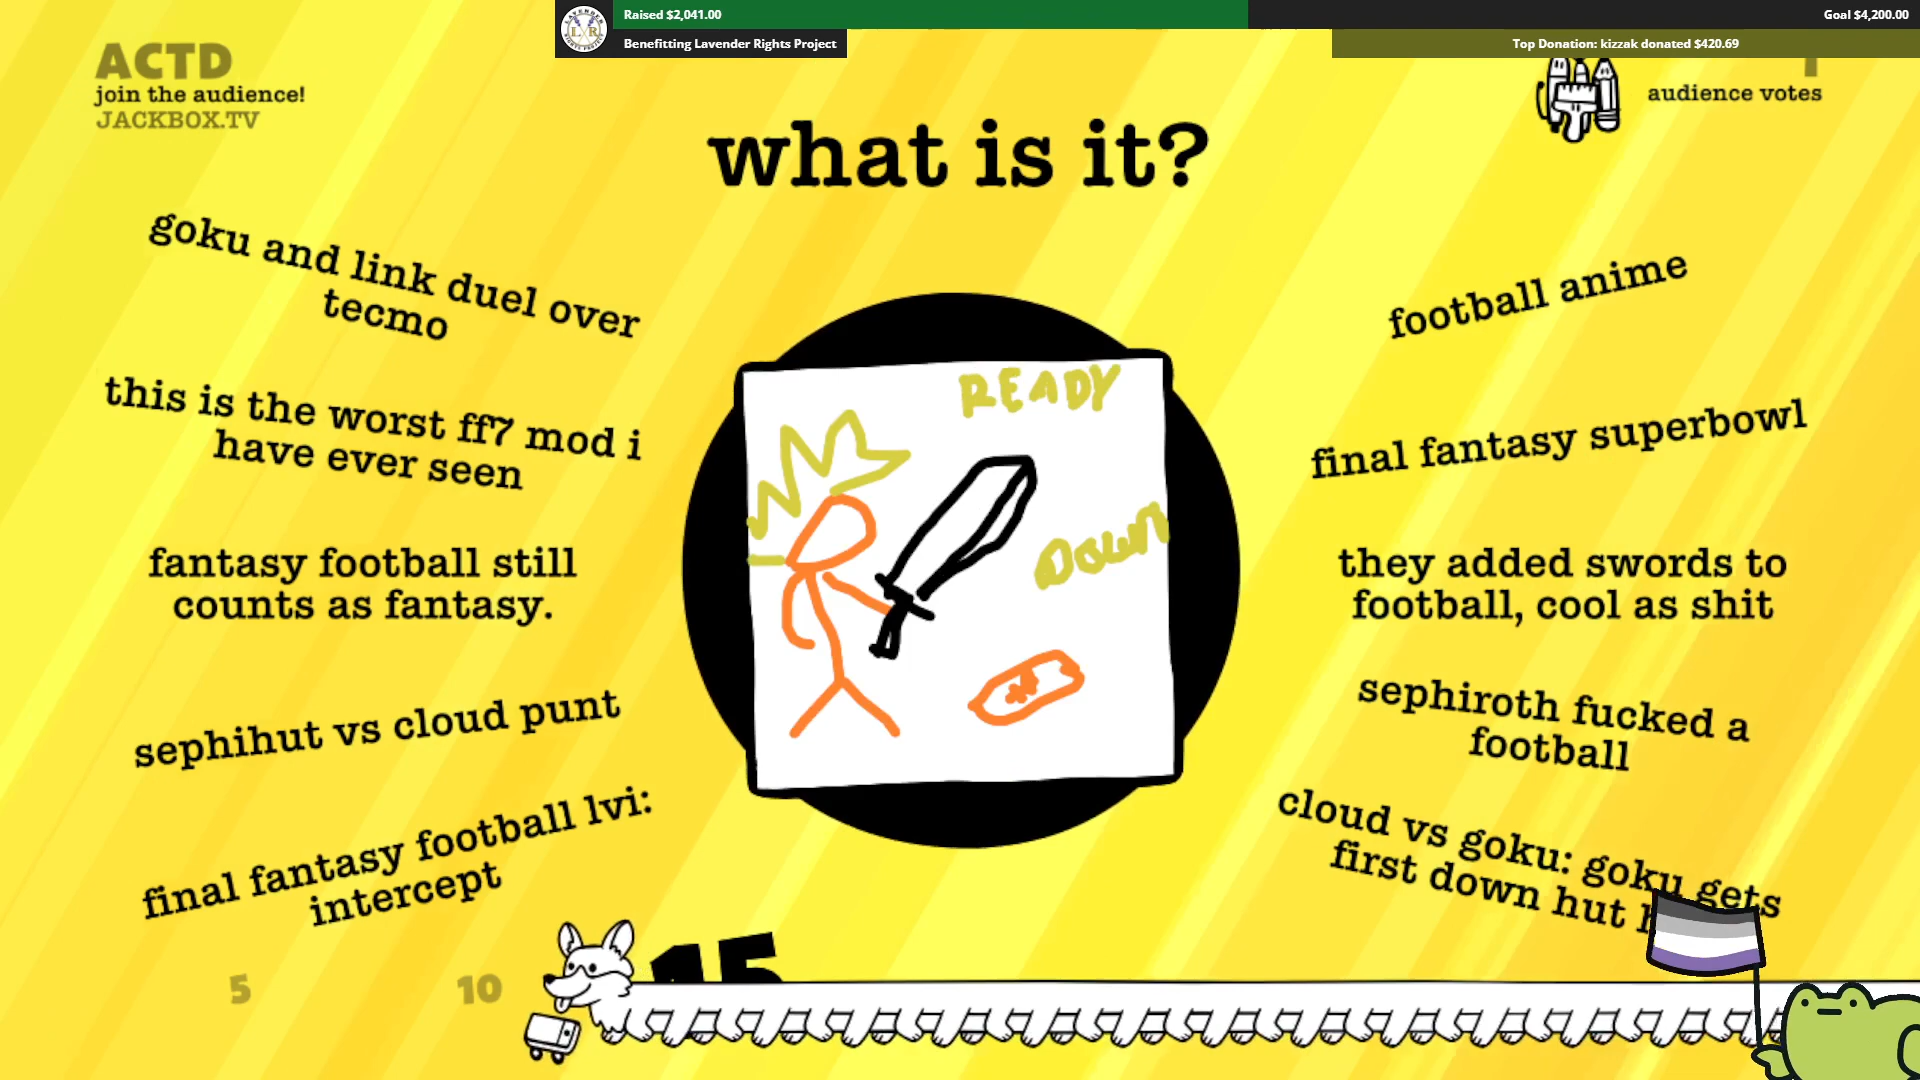 Raised $2,041.00
Goal $4,200.00
Benefitting Lavender Rights Project
Top Donation: kizzak donated $420.69
ACTD
join the audience!
JACKBOX.TV
audience votes
what is it?
goku and link duel over
tecmo
this is the worst ff7 mod i
have ever seen
fantasy football still
counts as fantasy.
sephihut vs cloud punt
final fantasy football lvi:
intercept
READY
DOWN
football anime
final fantasy superbowl
they added swords to
football, cool as shit
sephiroth fucked a
football
cloud vs goku: goku gets
first down hut
5
10
15